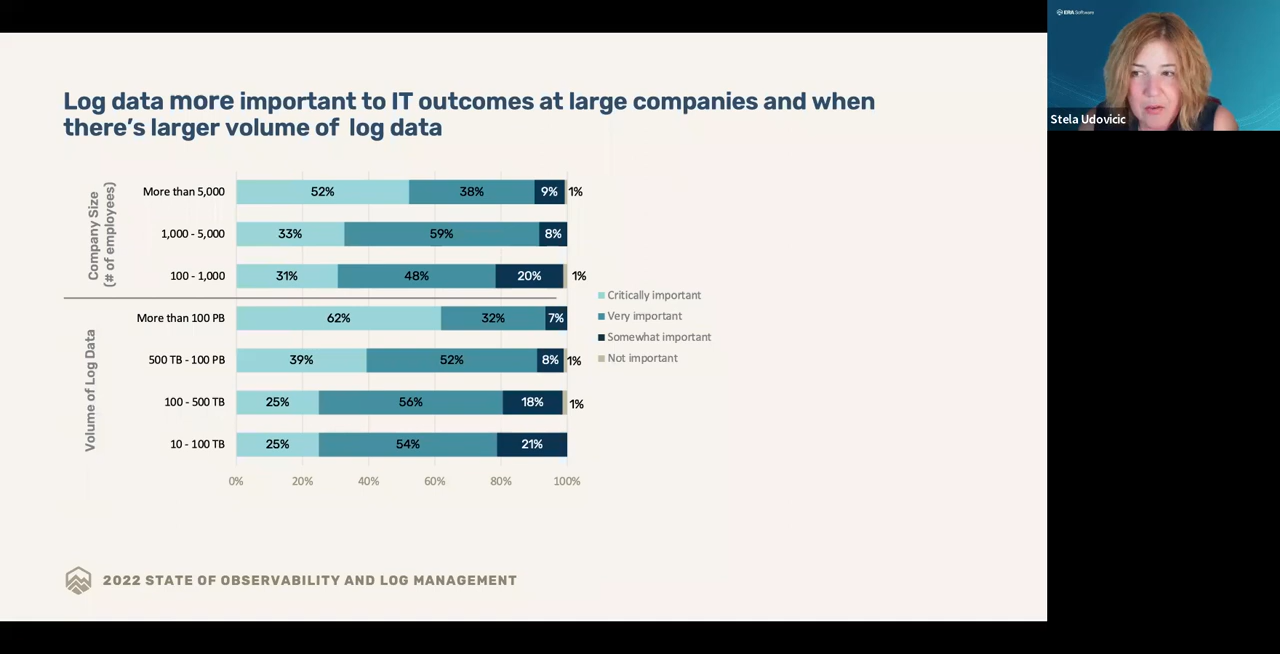 Log data more important to IT outcomes at large companies and when
there's larger volume of log data
Company Size
(# of employees)
More than 5,000 52% 38% 9% 1%
1,000 - 5,000 33% 59% 8%
100 - 1,000 31% 48% 20% 1%
Volume of Log Data
More than 100 PB 62% 32% 7%
500 TB - 100 PB 39% 52% 8% 1%
100 - 500 TB 25% 56% 18% 1%
10 - 100 TB 25% 54% 21%
0% 20% 40% 60% 80% 100%
Critically important
Very important
Somewhat important
Not important
2022 STATE OF OBSERVABILITY AND LOG MANAGEMENT
ERA Software
Stela Udovicic